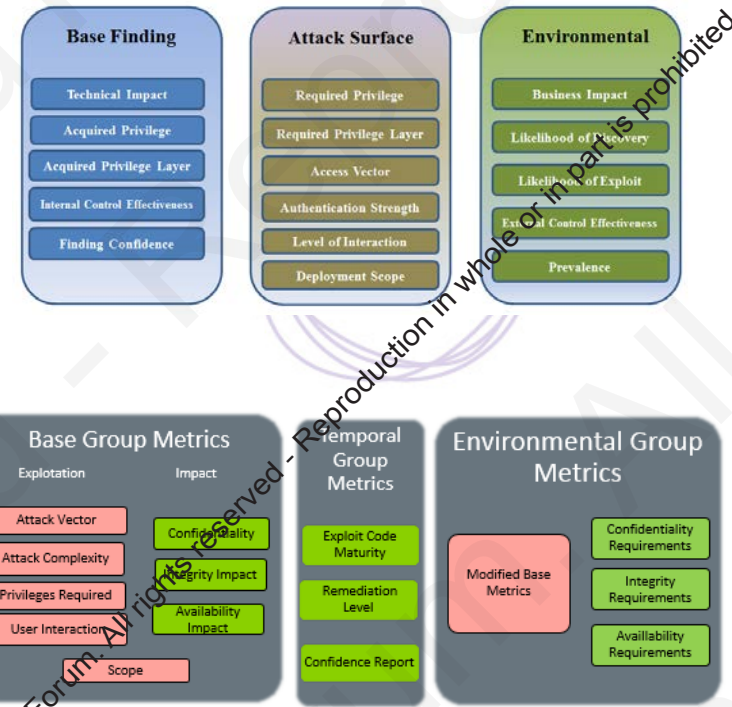 Base Finding
Technical Impact
Acquired Privilege
Acquired Privilege Layer
Internal Control Effectiveness
Finding Confidence
Attack Surface
Required Privilege
Required Privilege Layer
Access Vector
Authentication Strength
Level of Interaction
Deployment Scope
Environmental
Business Impact
Likelihood of Discovery
Likelihood of Exploit
External Control Effectiveness
Prevalence
Base Group Metrics
Explotation
Attack Vector
Attack Complexity
Privileges Required
User Interaction
Scope
Impact
Confidentiality
Integrity Impact
Availability
Impact
Temporal
Group
Metrics
Exploit Code
Maturity
Remediation
Level
Confidence Report
Environmental Group
Metrics
Modified Base
Metrics
Confidentiality
Requirements
Integrity
Requirements
Availlability
Requirements
Forum. All rights reserved - Reproduction in whole or in part is prohibited